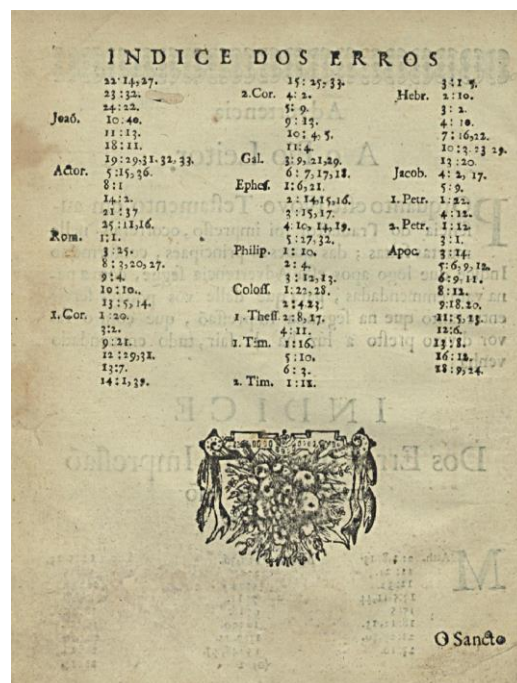 INDICE DOS ERROS
22:14,27.
23:32.
24:22.
Joaõ. 10:40.
11:13.
18:11.
19:29,31.32,33.
Actor. 5:15,36.
8:1
14:2.
21:37
25:11,16.
Rom. 1:1.
3:25.
8:3,20,27.
9:4.
10:10.
13:5,14.
1.Cor. 1:20.
3:2.
9:21.
12:29,31.
13:7.
14:1,39.
15:25,33.
2.Cor. 4:2.
5:9.
9:13.
10:4,5.
11:4.
Gal. 3:9,21,29.
6:7,17,18.
Ephes. 1:6,21.
2:14,15,16.
3:15,17.
4:10,14,19.
5:27,32.
Philip. 1:10.
2:4.
3:12,13.
Coloss. 1:22,28.
2:4 23.
1.Thess. 2:8,17.
4:11.
1.Tim. 1:16.
5:10.
6:3.
2.Tim. 1:12.
3:1 5.
Hebr. 2:10.
3:2.
4:10.
7:16,22.
10:2.23 29.
13:20.
Jacob. 4:2,17.
5:9.
1.Petr. 1:22.
4:12.
2.Petr. 1:12.
3:1.
Apoc. 3:14.
5:6,9,12.
6:9,11.
8:12.
9:18.20.
11:5,13.
12:6.
13:8.
16:12.
18:9,24.
O Sancto